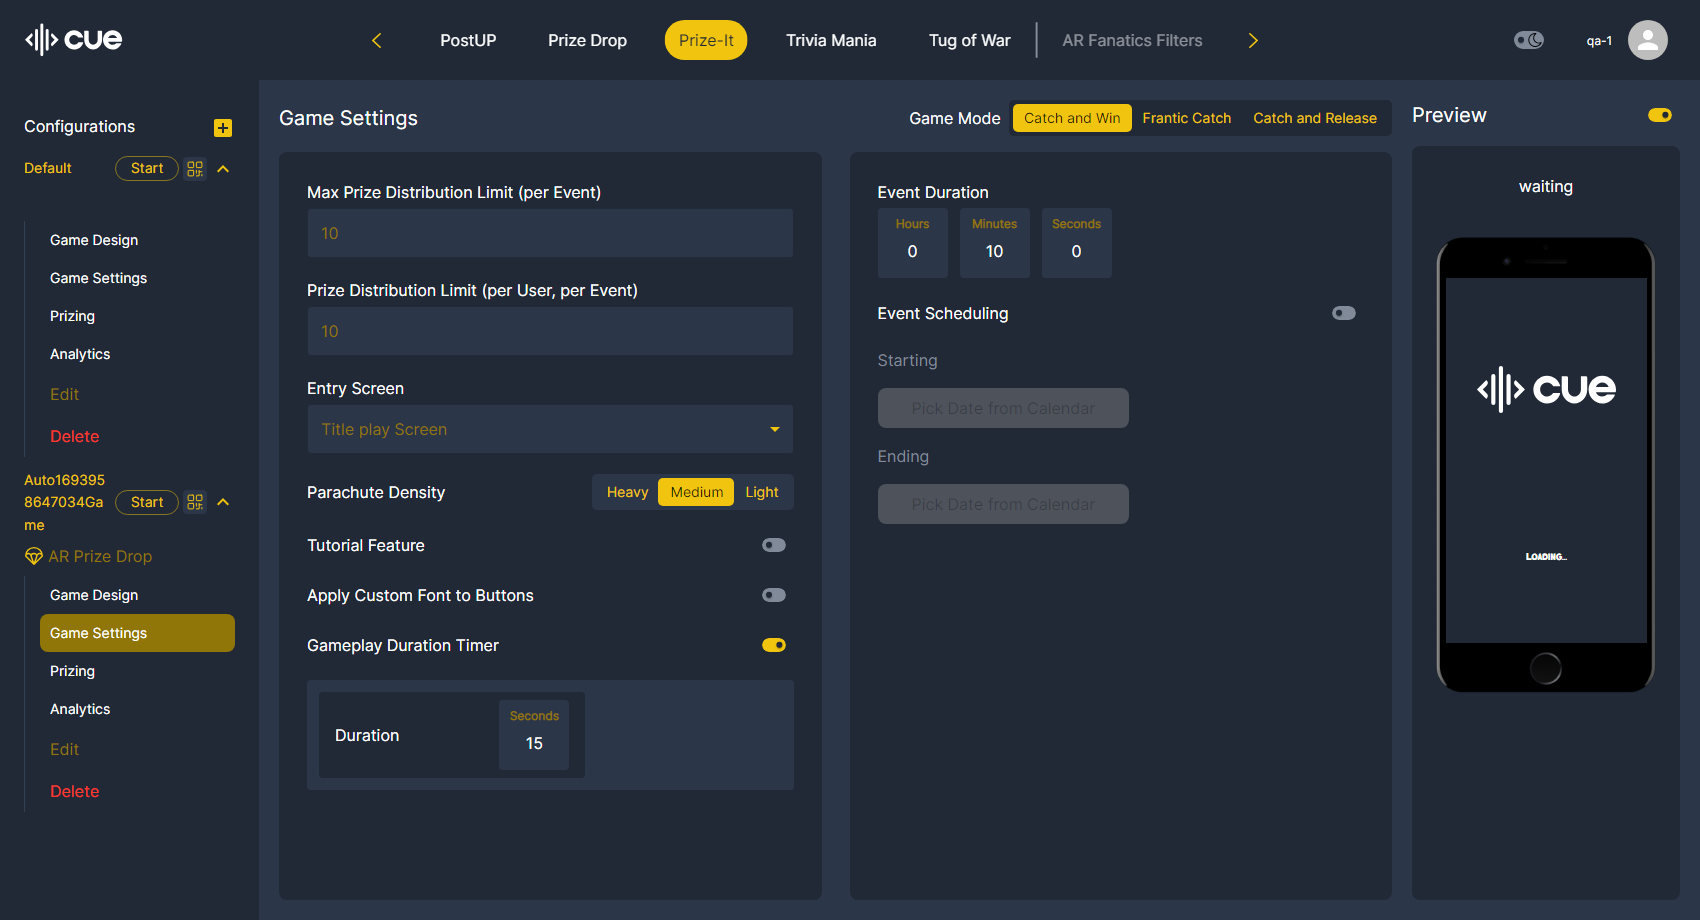 cue
PostUP
Prize Drop
Prize-It
Trivia Mania
Tug of War
AR Fanatics Filters
qa-1
Configurations
Default
Start
Game Design
Game Settings
Prizing
Analytics
Edit
Delete
Auto169395
8647034Ga
me
Start
AR Prize Drop
Game Design
Game Settings
Prizing
Analytics
Edit
Delete
Game Settings
Game Mode
Catch and Win
Frantic Catch
Catch and Release
Max Prize Distribution Limit (per Event)
10
Prize Distribution Limit (per User, per Event)
10
Entry Screen
Title play Screen
Parachute Density
Heavy
Medium
Light
Tutorial Feature
Apply Custom Font to Buttons
Gameplay Duration Timer
Duration
Seconds
15
Event Duration
Hours
0
Minutes
10
Seconds
0
Event Scheduling
Starting
Pick Date from Calendar
Ending
Pick Date from Calendar
Preview
waiting
cue
LOADING...